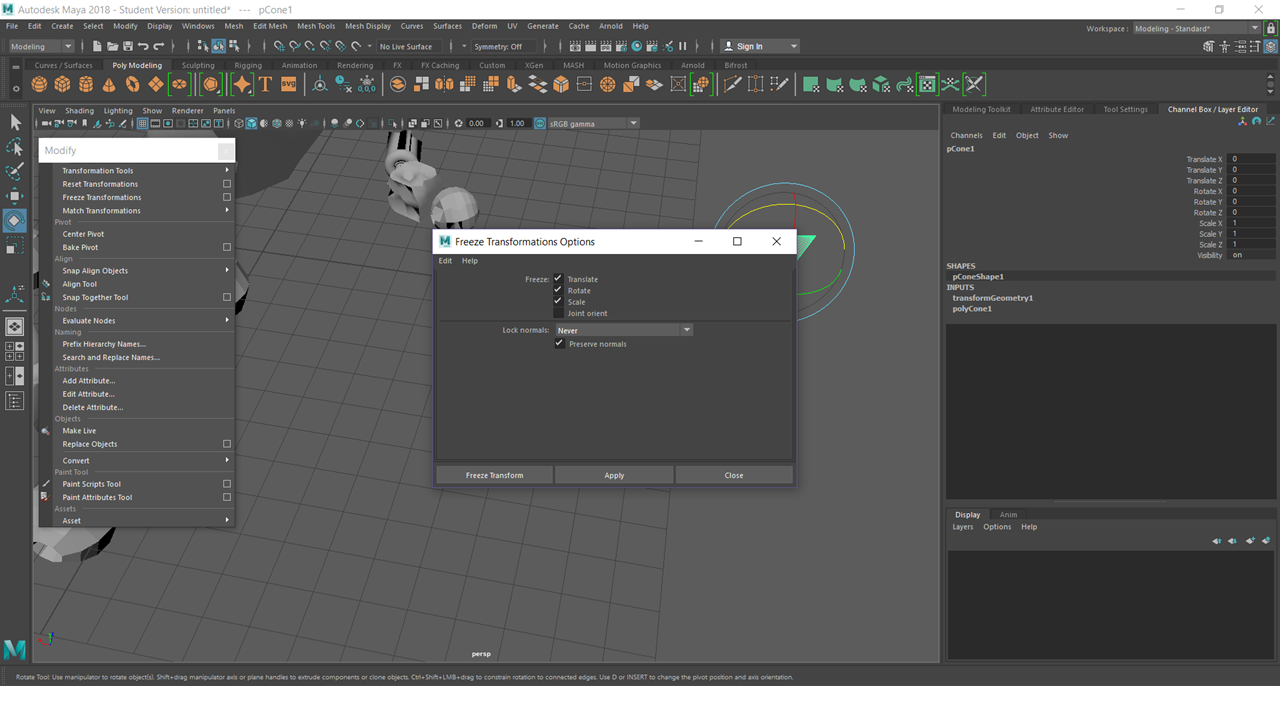 Autodesk Maya 2018 - Student Version: untitled* --- pCone1
File Edit Create Select Modify Display Windows Mesh Edit Mesh Mesh Tools Mesh Display Curves Surfaces Deform UV Generate Cache Arnold Help
Workspace : Modeling - Standard*
Modeling No Live Surface Symmetry: Off Sign In
Curves / Surfaces Poly Modeling Sculpting Rigging Animation Rendering FX FX Caching Custom XGen MASH Motion Graphics Arnold Bifrost
SVG
View Shading Lighting Show Renderer Panels
0.00 1.00 sRGB gamma
Modify
Transformation Tools
Reset Transformations
Freeze Transformations
Match Transformations
Pivot
Center Pivot
Bake Pivot
Align
Snap Align Objects
Align Tool
Snap Together Tool
Nodes
Evaluate Nodes
Naming
Prefix Hierarchy Names...
Search and Replace Names...
Attributes
Add Attribute...
Edit Attribute...
Delete Attribute...
Objects
Make Live
Replace Objects
Convert
Paint Tool
Paint Scripts Tool
Paint Attributes Tool
Assets
Asset
Freeze Transformations Options
Edit Help
Freeze: Translate
Rotate
Scale
Joint orient
Lock normals: Never
Preserve normals
Freeze Transform Apply Close
persp
Modeling Toolkit Attribute Editor Tool Settings Channel Box / Layer Editor
Channels Edit Object Show
pCone1
Translate X 0
Translate Y 0
Translate Z 0
Rotate X 0
Rotate Y 0
Rotate Z 0
Scale X 1
Scale Y 1
Scale Z 1
Visibility on
SHAPES
pConeShape1
INPUTS
transformGeometry1
polyCone1
Display Anim
Layers Options Help
Rotate Tool: Use manipulator to rotate object(s). Shift+drag manipulator axis or plane handles to extrude components or clone objects. Ctrl+Shift+LMB+drag to constrain rotation to connected edges. Use D or INSERT to change the pivot position and axis orientation.